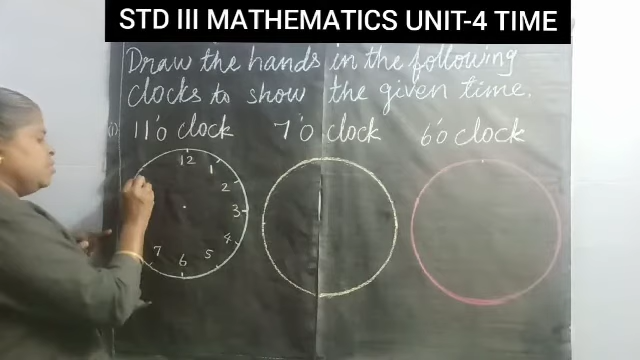 STD III MATHEMATICS UNIT-4 TIME
Draw the hands in the following
clocks to show the given time.
(i) 11'o clock 7'o clock 6'o clock
12
1
2
3
4
5
6
7